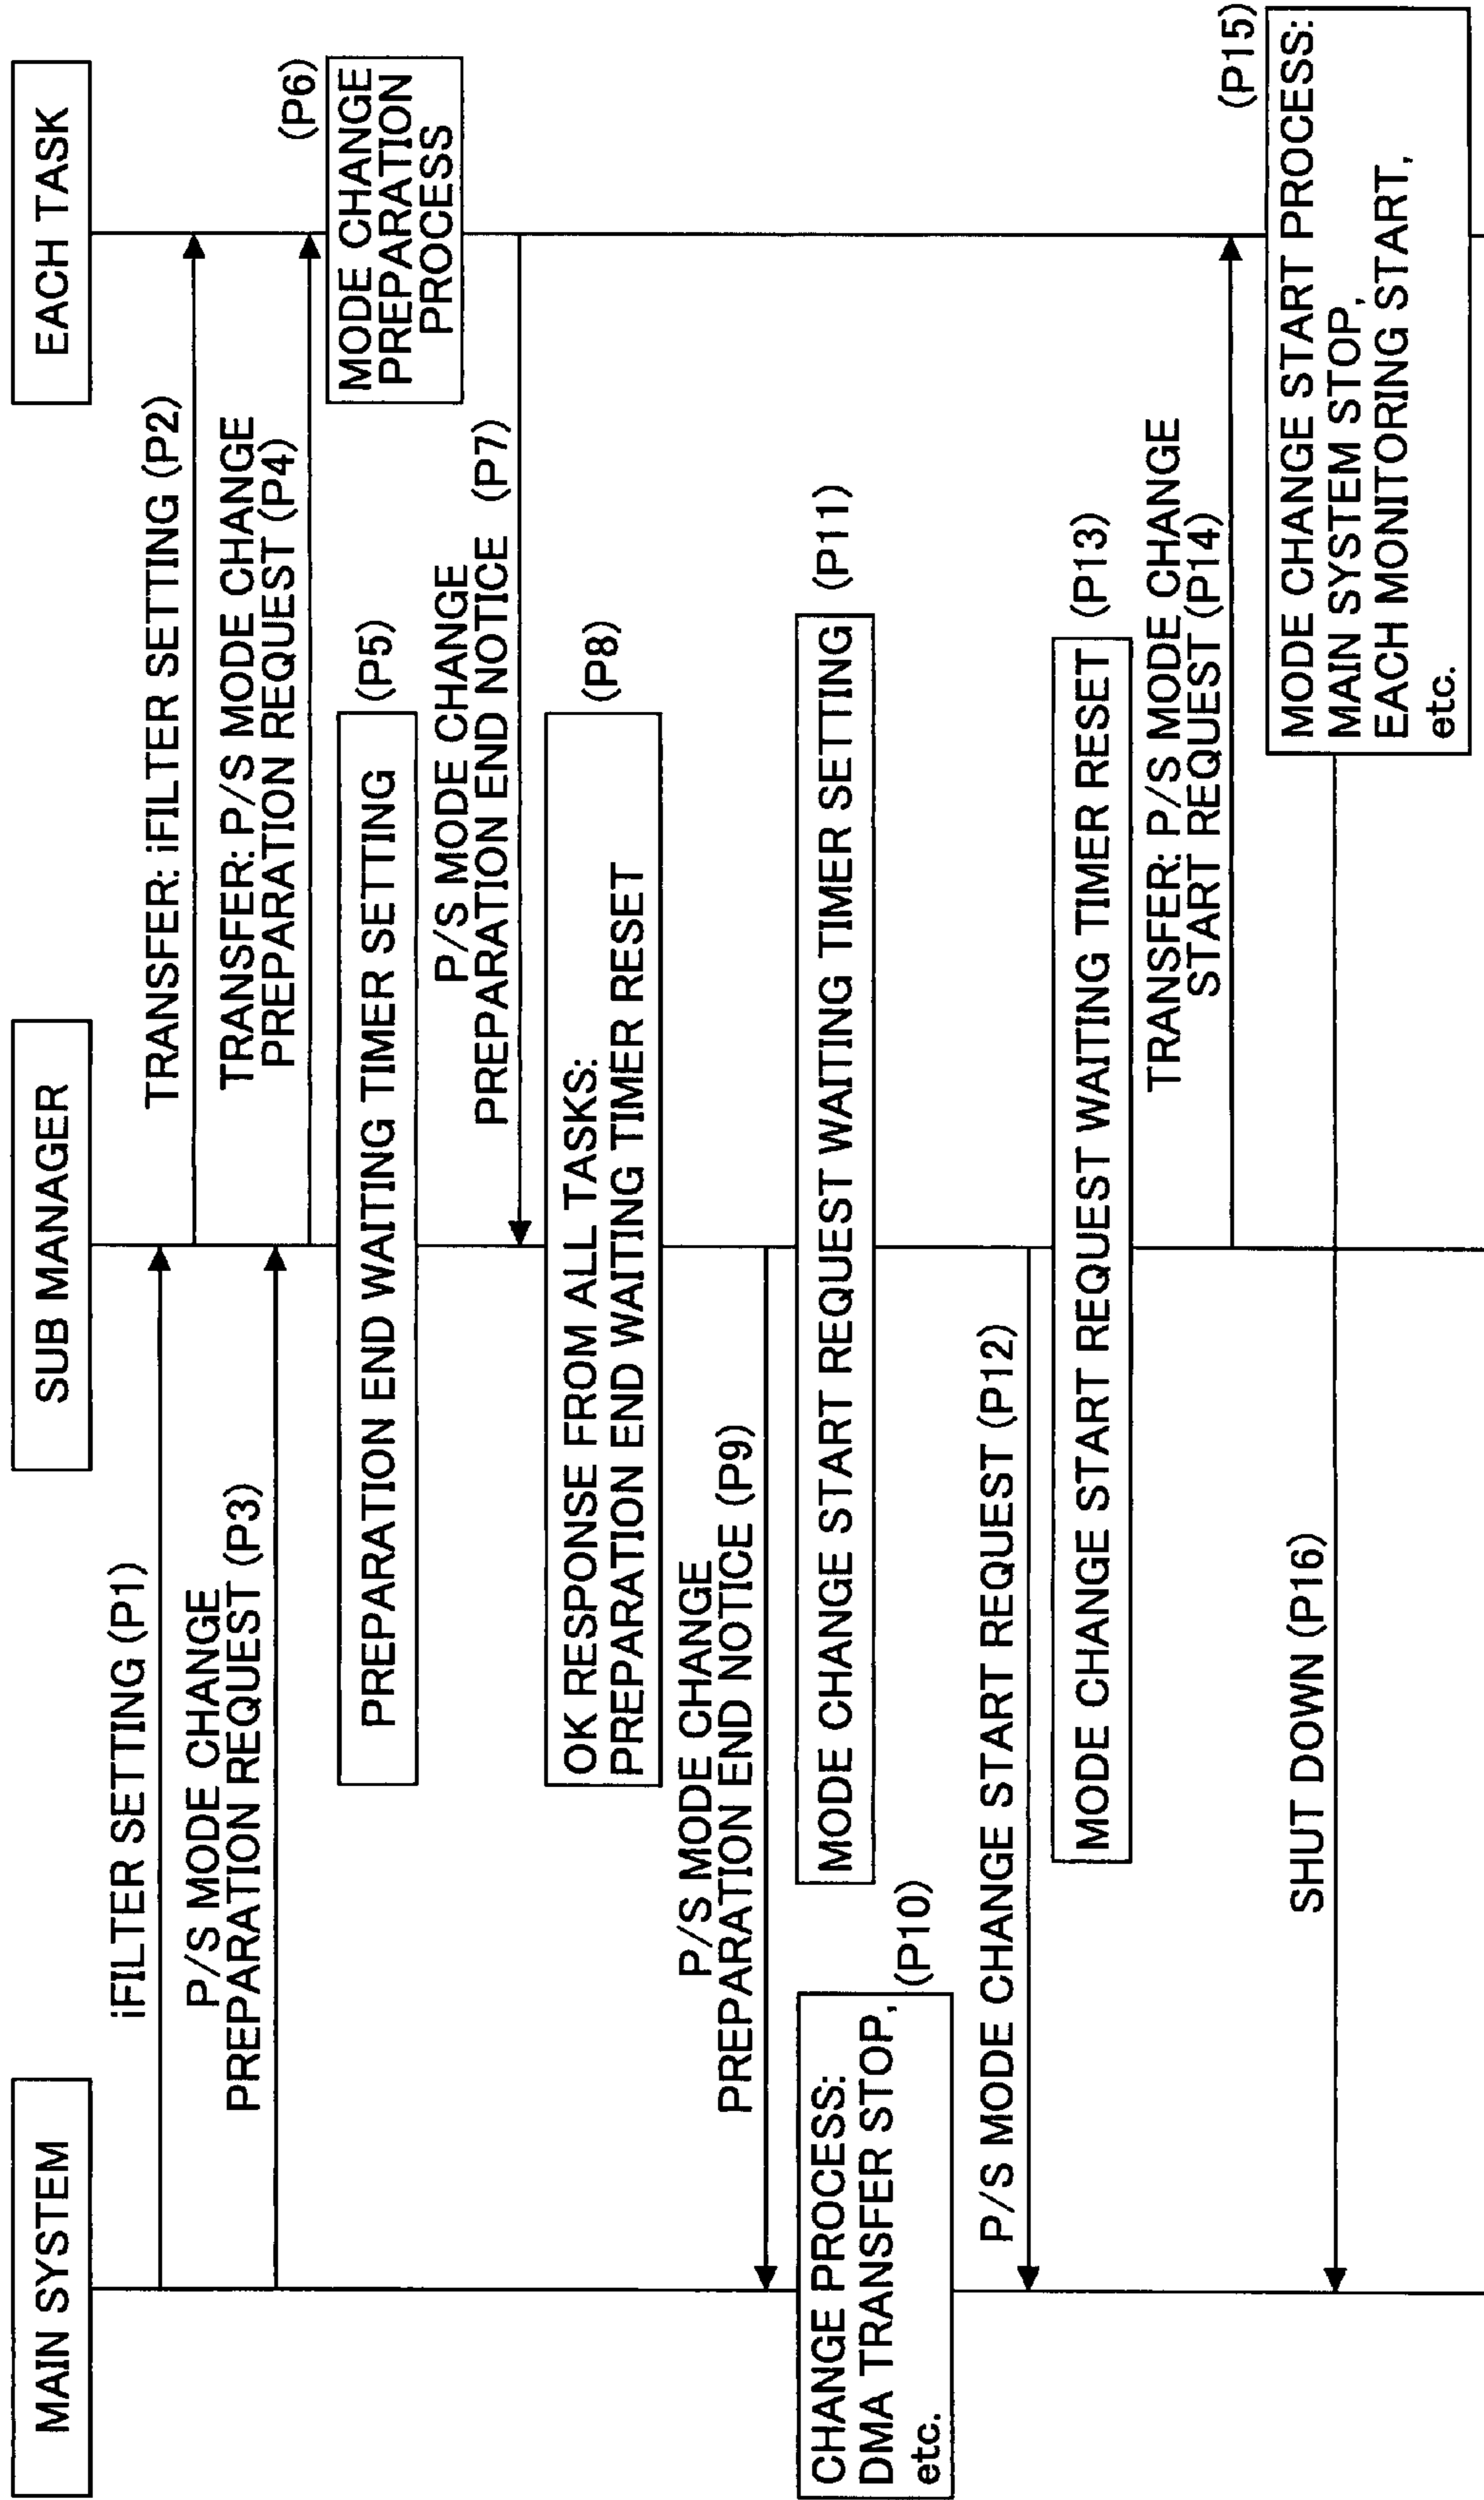 MAIN SYSTEM
SUB MANAGER
EACH TASK
iFILTER SETTING (P1)
TRANSFER: iFILTER SETTING (P2)
P/S MODE CHANGE
PREPARATION REQUEST (P3)
TRANSFER: P/S MODE CHANGE
PREPARATION REQUEST (P4)
PREPARATION END WAITING TIMER SETTING
(P5)
(P6)
MODE CHANGE
PREPARATION
PROCESS
P/S MODE CHANGE
PREPARATION END NOTICE (P7)
OK RESPONSE FROM ALL TASKS:
PREPARATION END WAITING TIMER RESET
(P8)
P/S MODE CHANGE
PREPARATION END NOTICE (P9)
CHANGE PROCESS:
DMA TRANSFER STOP,
etc.
(P10)
MODE CHANGE START REQUEST WAITING TIMER SETTING
(P11)
P/S MODE CHANGE START REQUEST (P12)
MODE CHANGE START REQUEST WAITING TIMER RESET
(P13)
TRANSFER: P/S MODE CHANGE
START REQUEST (P14)
(P15)
MODE CHANGE START PROCESS:
MAIN SYSTEM STOP,
EACH MONITORING START,
etc.
SHUT DOWN (P16)